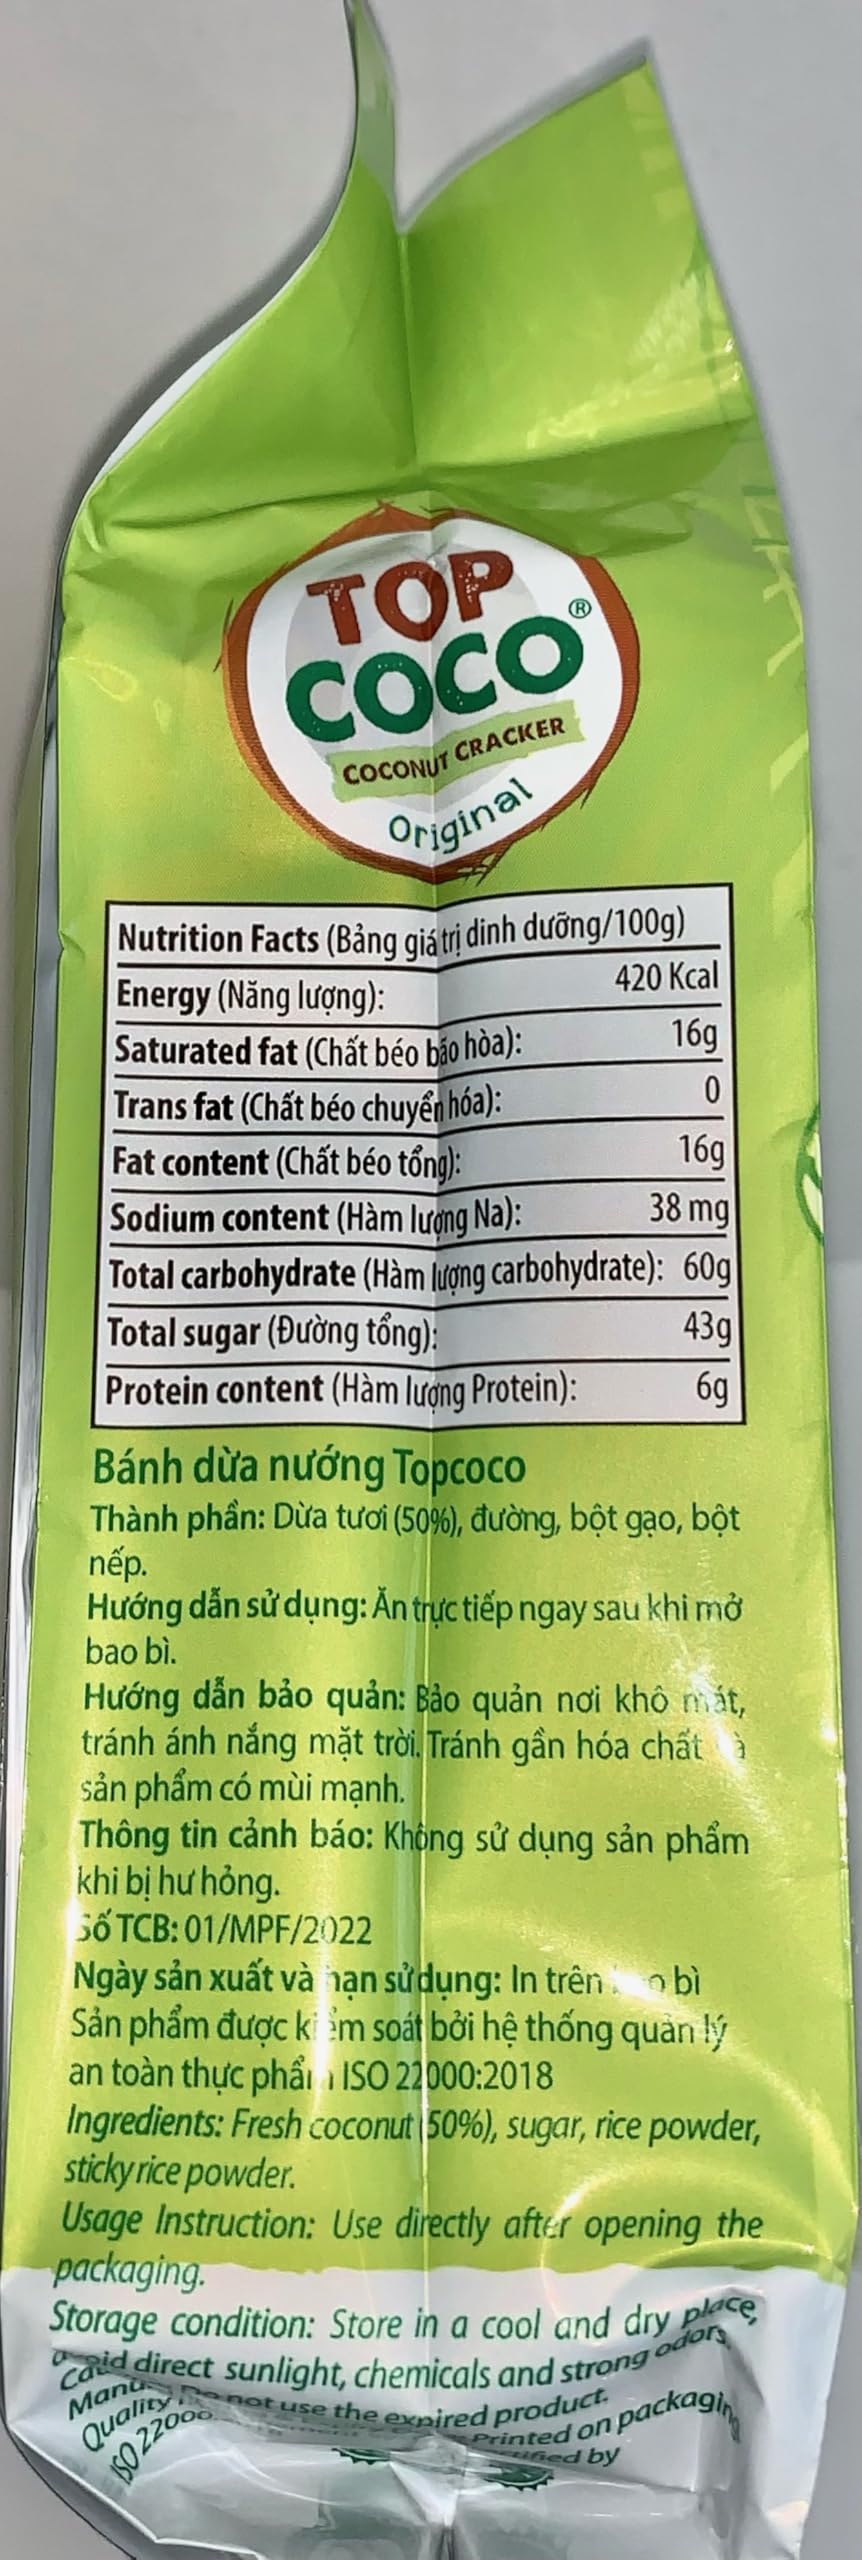 TOP
COCO®
COCONUT CRACKER
Original
Nutrition Facts (Bảng giá trị dinh dưỡng/100g)
Energy (Năng lượng): 420 Kcal
Saturated fat (Chất béo bão hòa): 16g
Trans fat (Chất béo chuyển hóa): 0
Fat content (Chất béo tổng): 16g
Sodium content (Hàm lượng Na): 38 mg
Total carbohydrate (Hàm lượng carbohydrate): 60g
Total sugar (Đường tổng): 43g
Protein content (Hàm lượng Protein): 6g
Bánh dừa nướng Topcoco
Thành phần: Dừa tươi (50%), đường, bột gạo, bột
nếp.
Hướng dẫn sử dụng: Ăn trực tiếp ngay sau khi mở
bao bì.
Hướng dẫn bảo quản: Bảo quản nơi khô mát,
tránh ánh nắng mặt trời. Tránh gần hóa chất và
sản phẩm có mùi mạnh.
Thông tin cảnh báo: Không sử dụng sản phẩm
khi bị hư hỏng.
Số TCB: 01/MPF/2022
Ngày sản xuất và hạn sử dụng: In trên bao bì
Sản phẩm được kiểm soát bởi hệ thống quản lý
an toàn thực phẩm ISO 22000:2018
Ingredients: Fresh coconut (50%), sugar, rice powder,
sticky rice powder.
Usage Instruction: Use directly after opening the
packaging.
Storage condition: Store in a cool and dry place,
avoid direct sunlight, chemicals and strong odors.
not use the expired product.
Printed on packaging
Quality by
ISO 22000